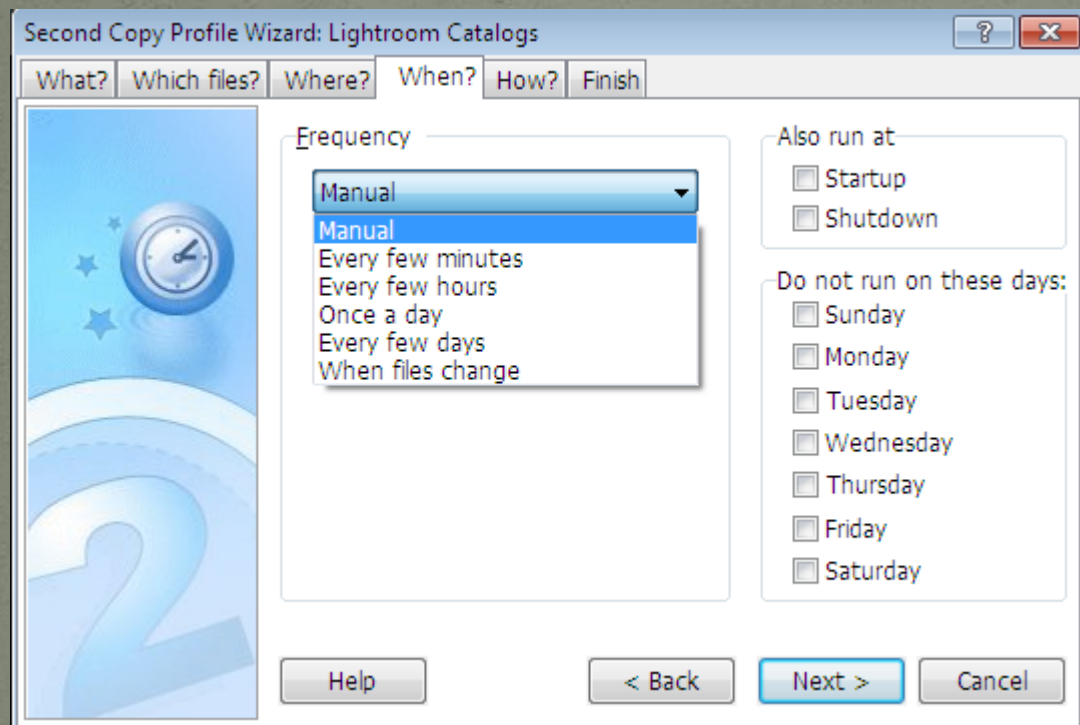 Second Copy Profile Wizard: Lightroom Catalogs
?
What? Which files? Where? When? How? Finish
Frequency
Manual
Manual
Every few minutes
Every few hours
Once a day
Every few days
When files change
Also run at
Startup
Shutdown
Do not run on these days:
Sunday
Monday
Tuesday
Wednesday
Thursday
Friday
Saturday
2
Help < Back Next > Cancel